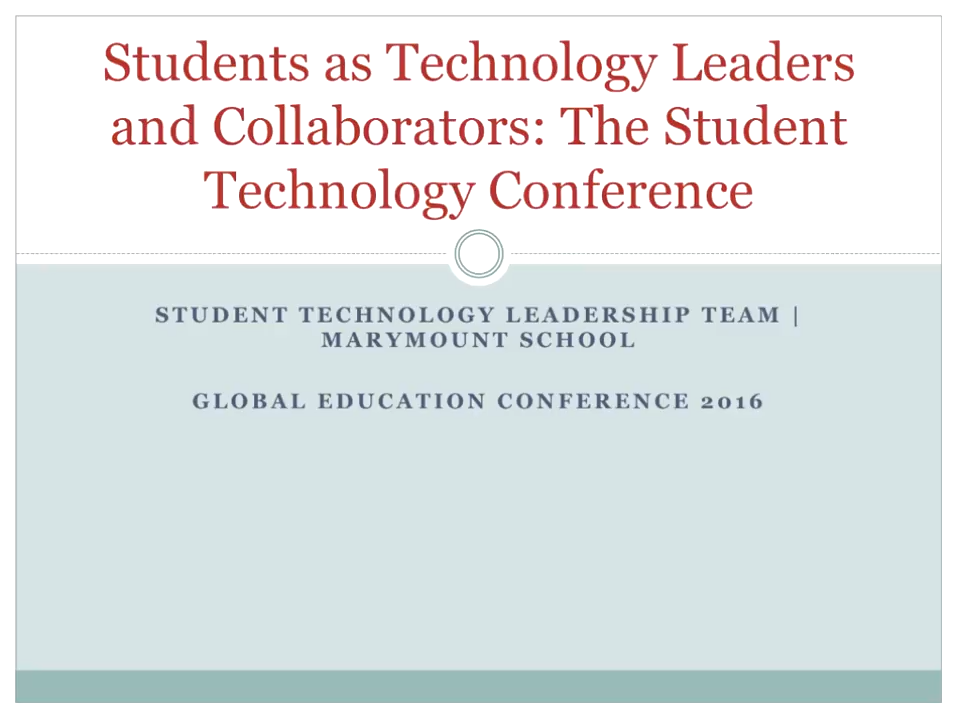 Students as Technology Leaders
and Collaborators: The Student
Technology Conference
STUDENT TECHNOLOGY LEADERSHIP TEAM |
MARYMOUNT SCHOOL
GLOBAL EDUCATION CONFERENCE 2016